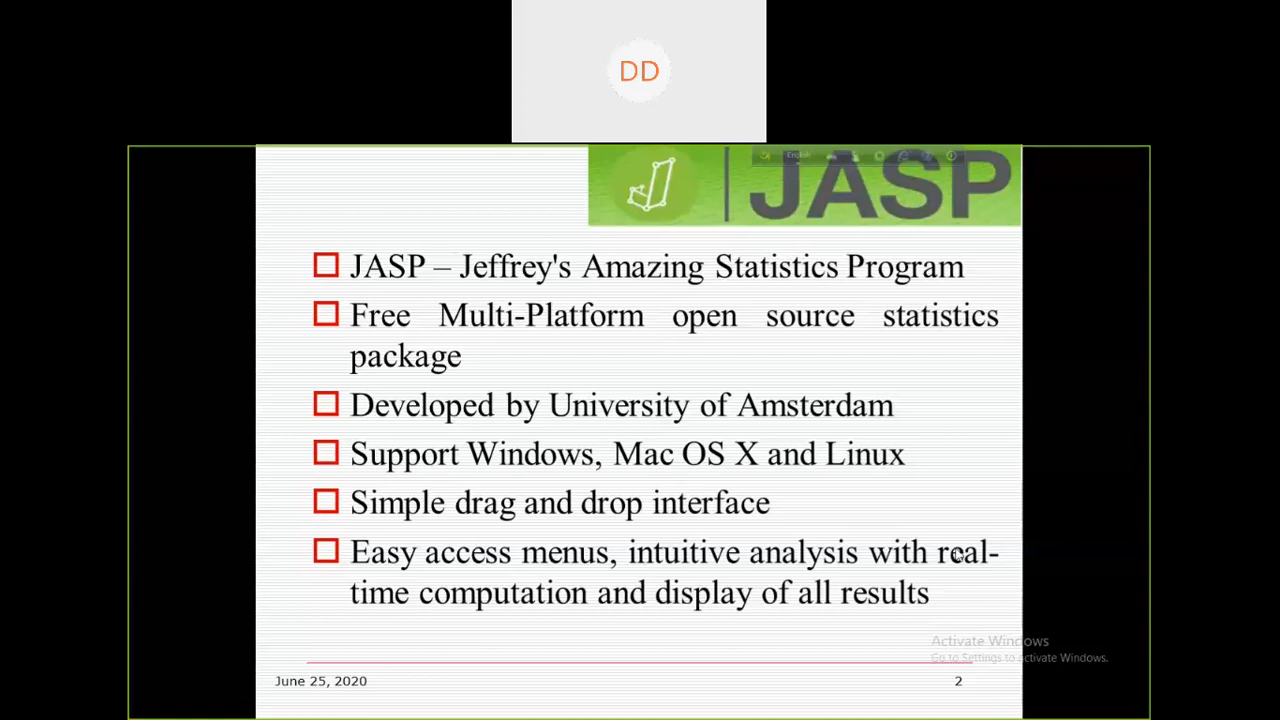 DD
English
JASP
JASP – Jeffrey's Amazing Statistics Program
Free Multi-Platform open source statistics
package
Developed by University of Amsterdam
Support Windows, Mac OS X and Linux
Simple drag and drop interface
Easy access menus, intuitive analysis with real-
time computation and display of all results
Activate Windows
Go to Settings to activate Windows.
June 25, 2020
2